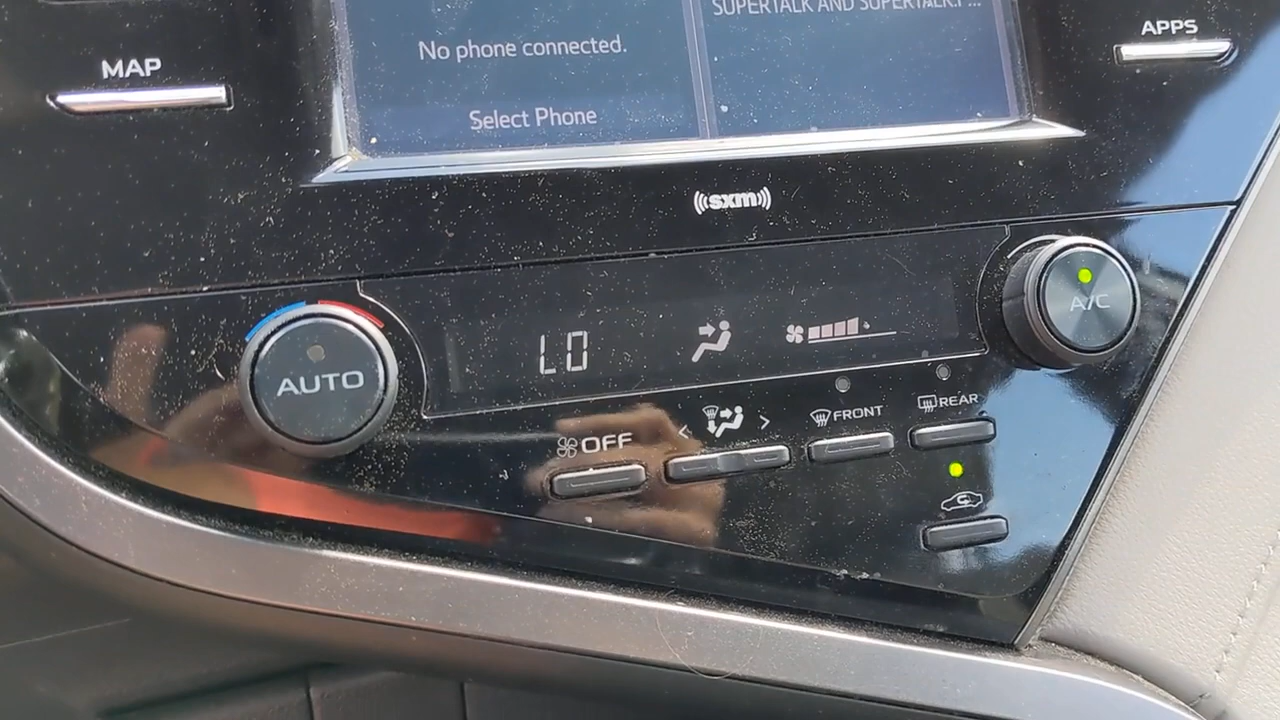 SUPERTALK AND SUPERTALK.F...
No phone connected.
Select Phone
MAP
APPS
sxm
AUTO
LO
A/C
OFF
< >
FRONT
REAR